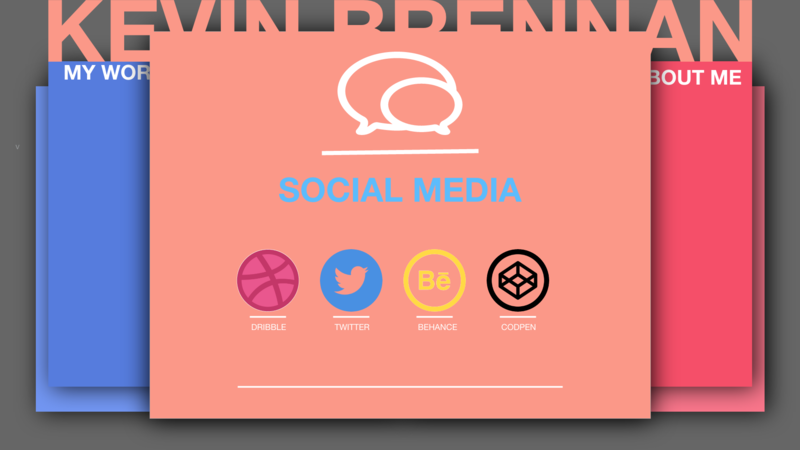 KEVIN BRENNAN
MY WOR
BOUT ME
SOCIAL MEDIA
Bē
DRIBBLE
TWITTER
BEHANCE
CODPEN